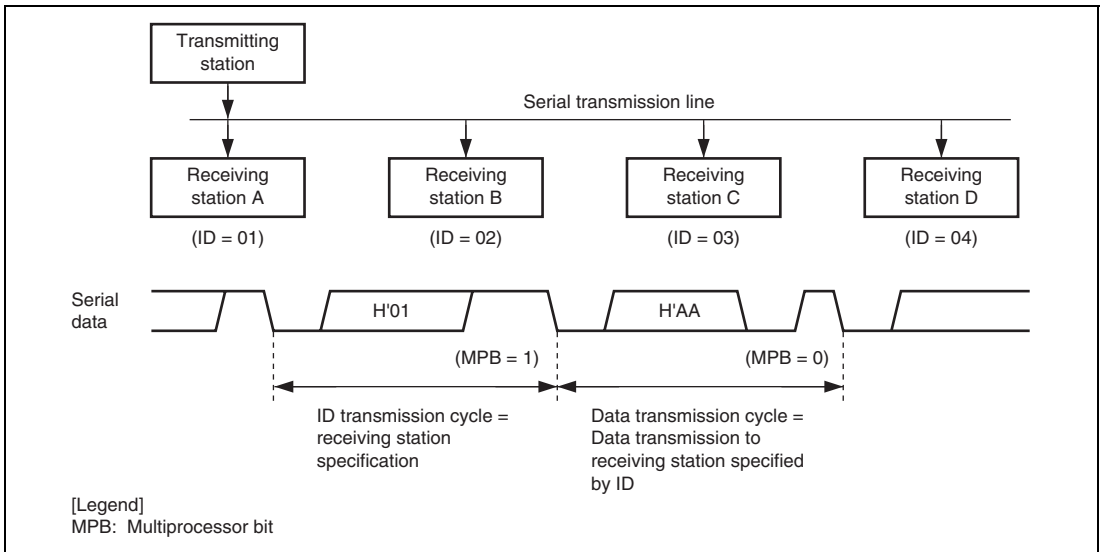 Transmitting
station
Serial transmission line
Receiving
station A
Receiving
station B
Receiving
station C
Receiving
station D
(ID = 01)
(ID = 02)
(ID = 03)
(ID = 04)
Serial
data
H'01
H'AA
(MPB = 1)
(MPB = 0)
ID transmission cycle =
receiving station
specification
Data transmission cycle =
Data transmission to
receiving station specified
by ID
[Legend]
MPB: Multiprocessor bit